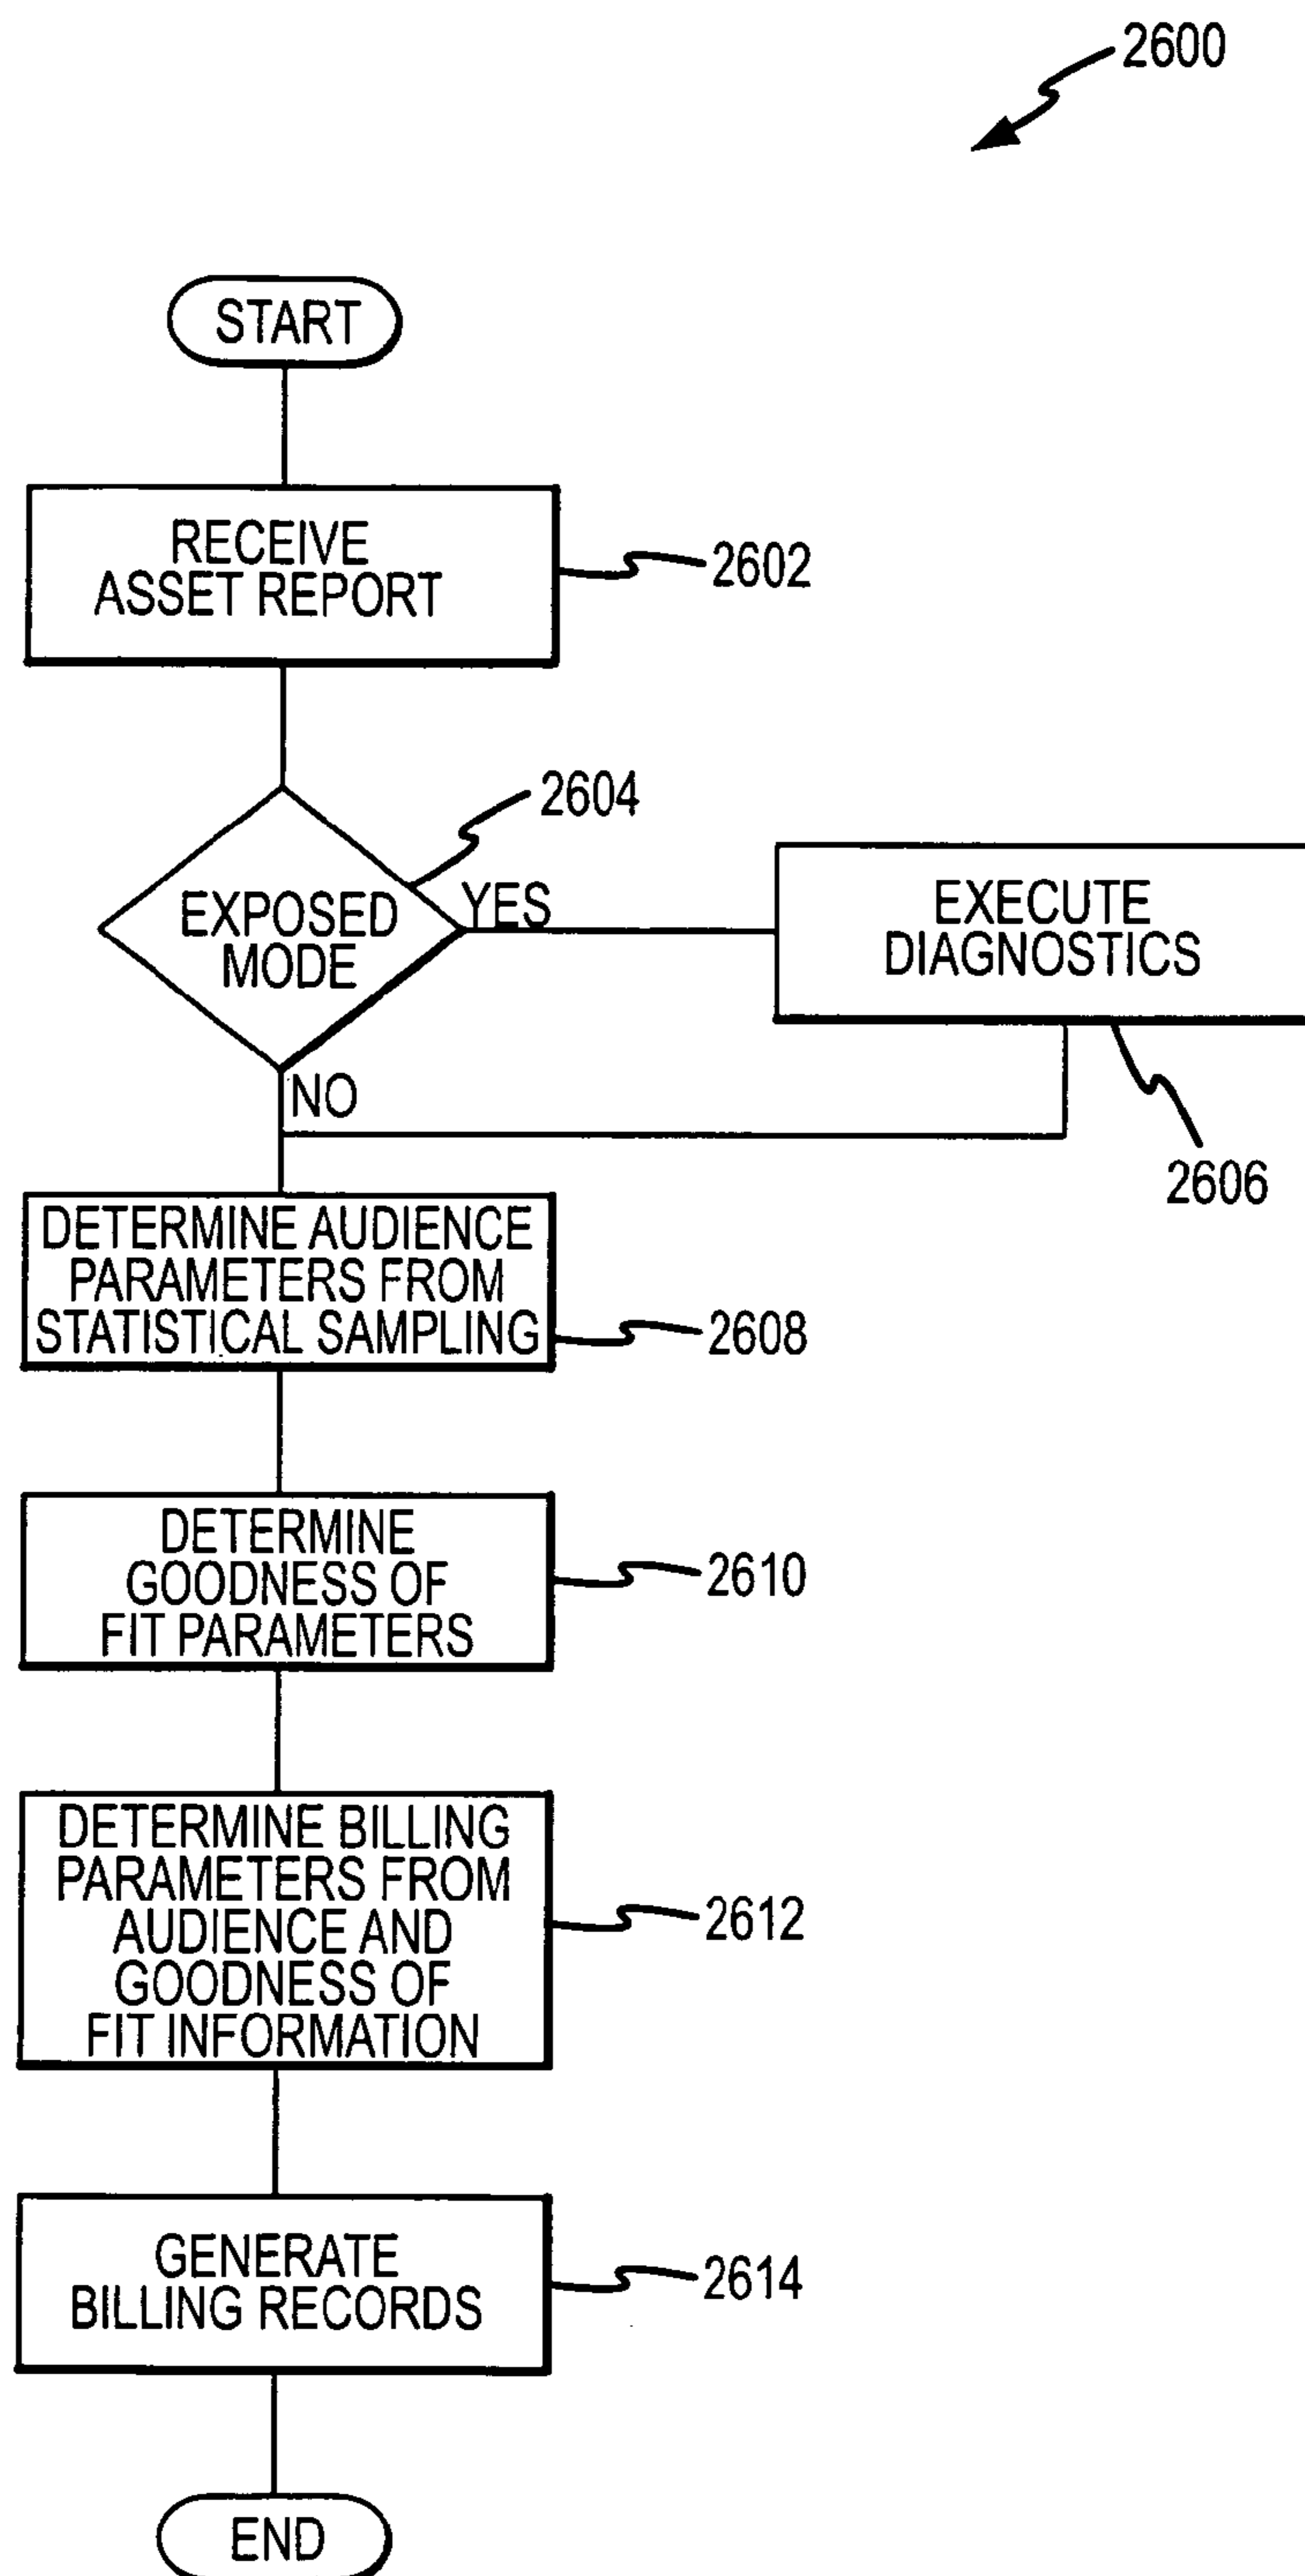 2600
START
RECEIVE
ASSET REPORT
2602
2604
EXPOSED
MODE
YES
EXECUTE
DIAGNOSTICS
NO
2606
DETERMINE AUDIENCE
PARAMETERS FROM
STATISTICAL SAMPLING
2608
DETERMINE
GOODNESS OF
FIT PARAMETERS
2610
DETERMINE BILLING
PARAMETERS FROM
AUDIENCE AND
GOODNESS OF
FIT INFORMATION
2612
GENERATE
BILLING RECORDS
2614
END